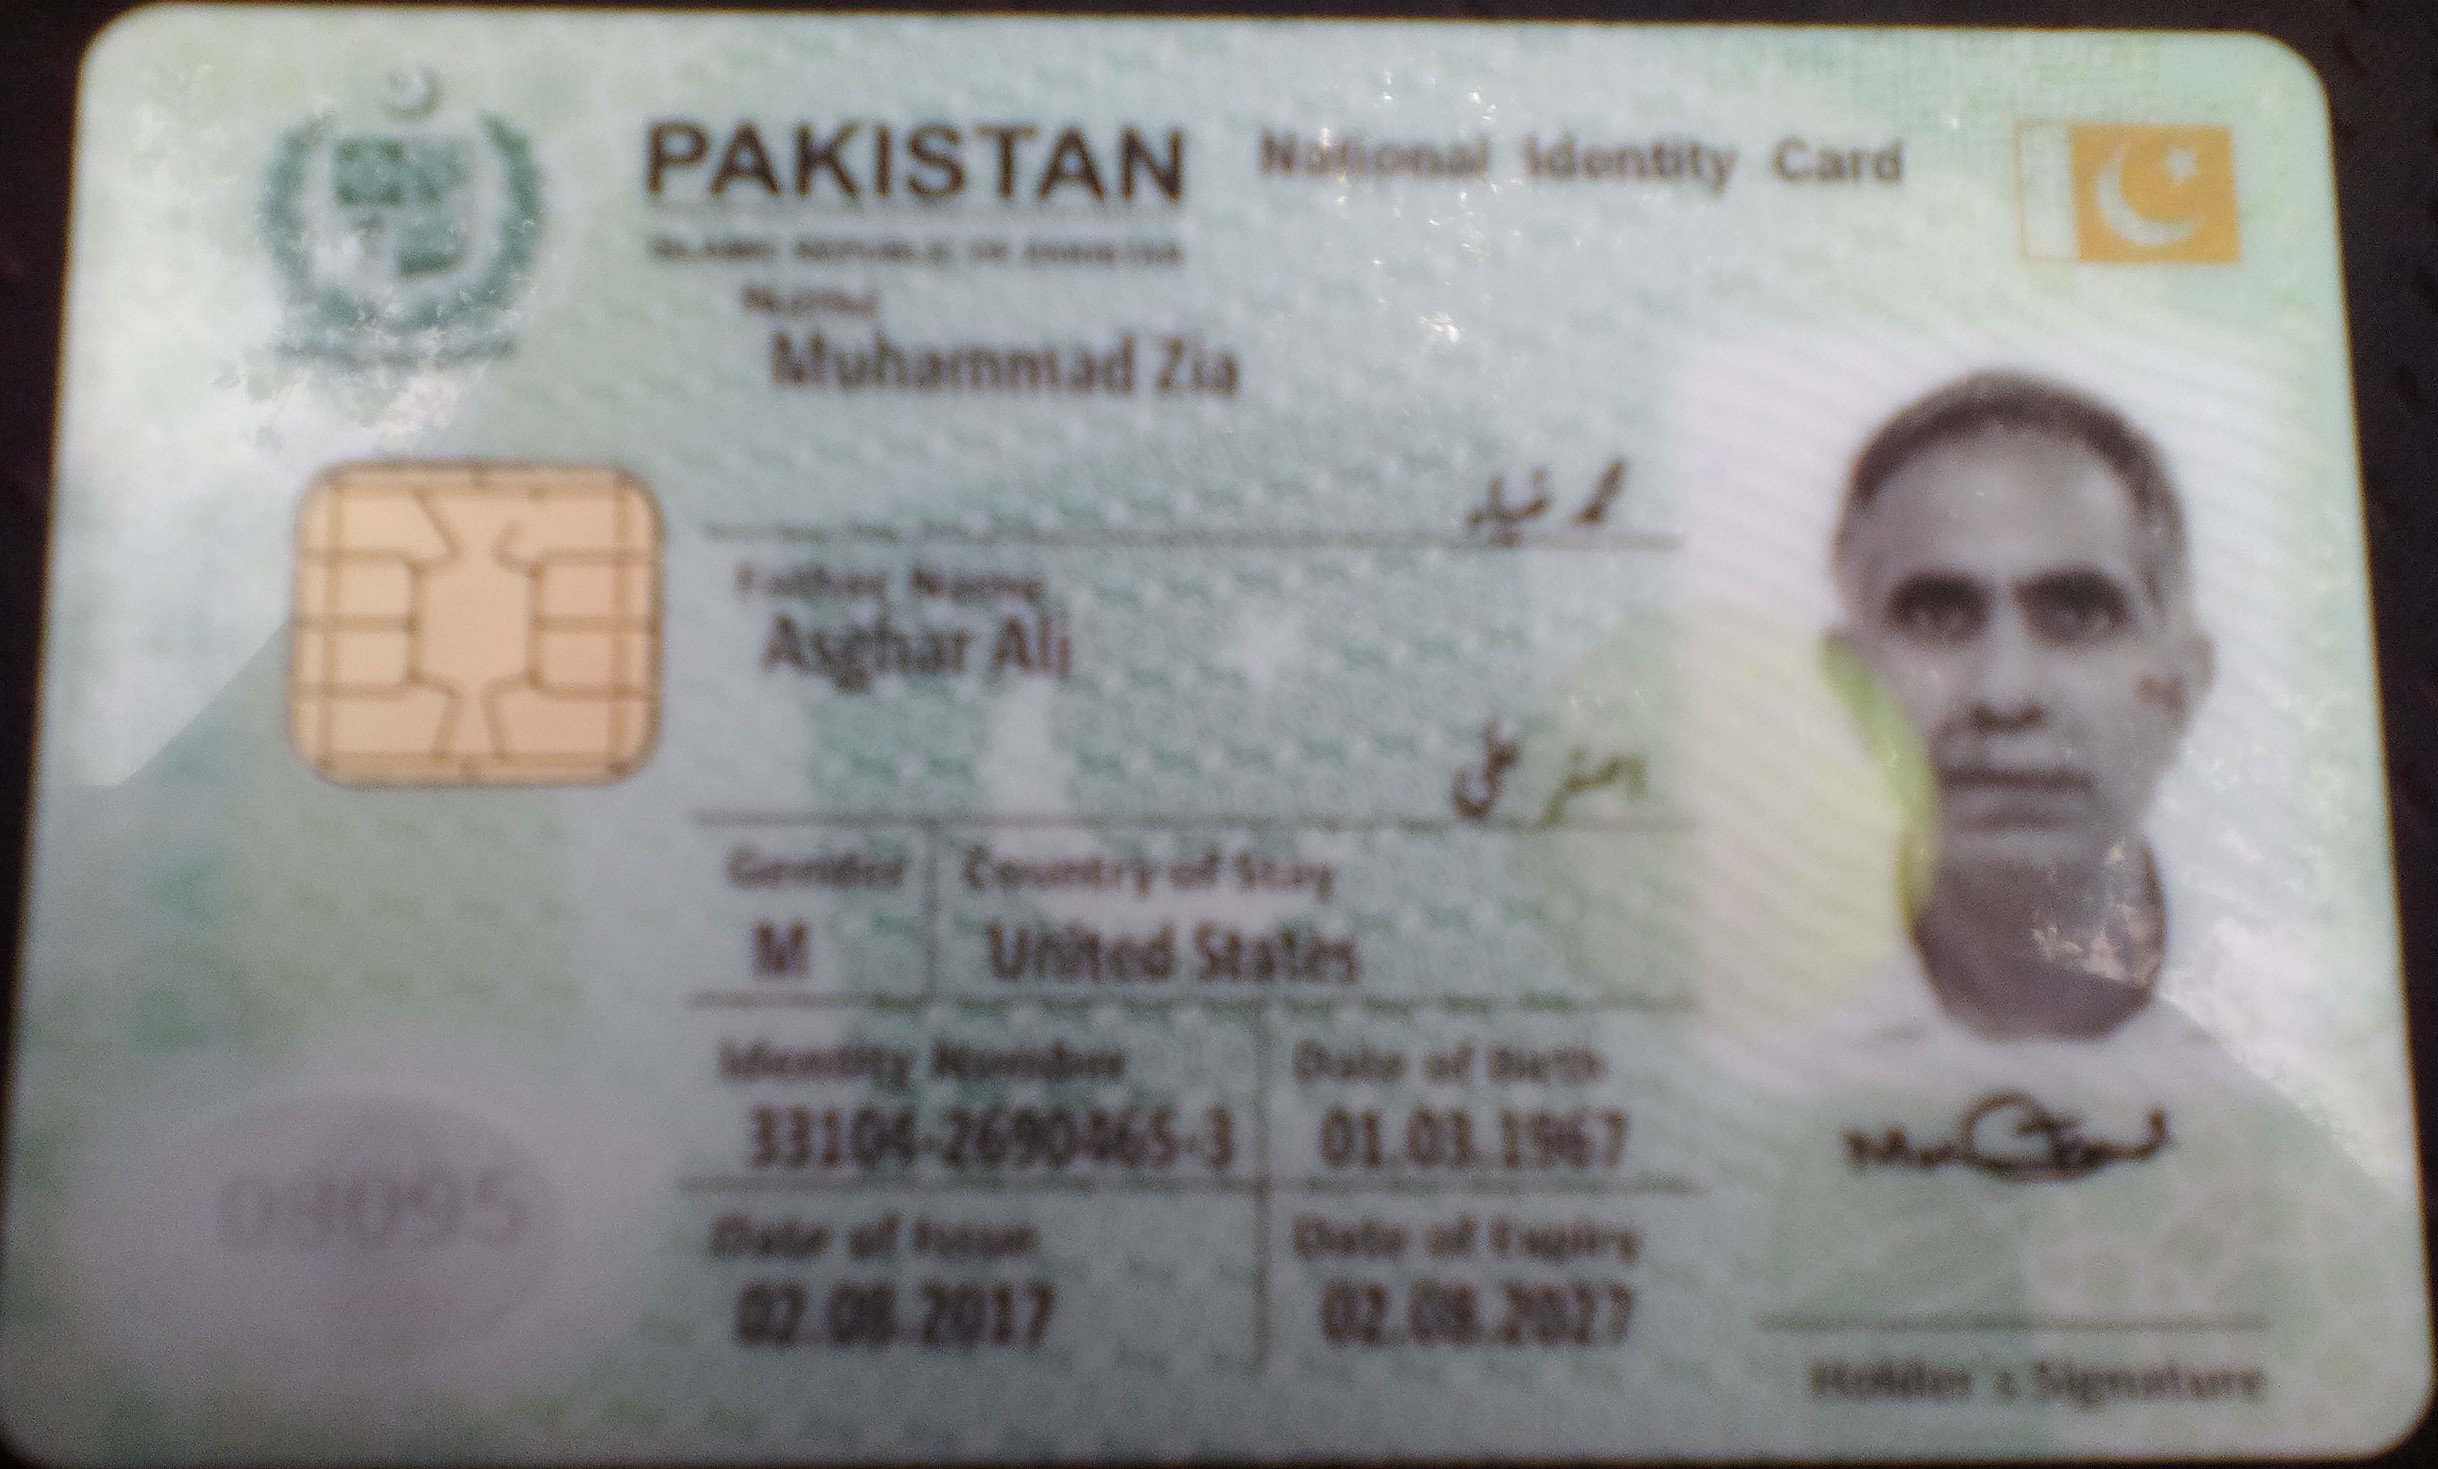 PAKISTAN National Identity Card
ISLAMIC REPUBLIC OF PAKISTAN
Name
Muhammad Zia
محمد ضیاء
Father Name
Asghar Ali
اصغر علی
Gender Country of Stay
M United States
Identity Number Date of Birth
33104-2690465-3 01.03.1967
Date of Issue Date of Expiry
02.08.2017 02.08.2027
Holder's Signature